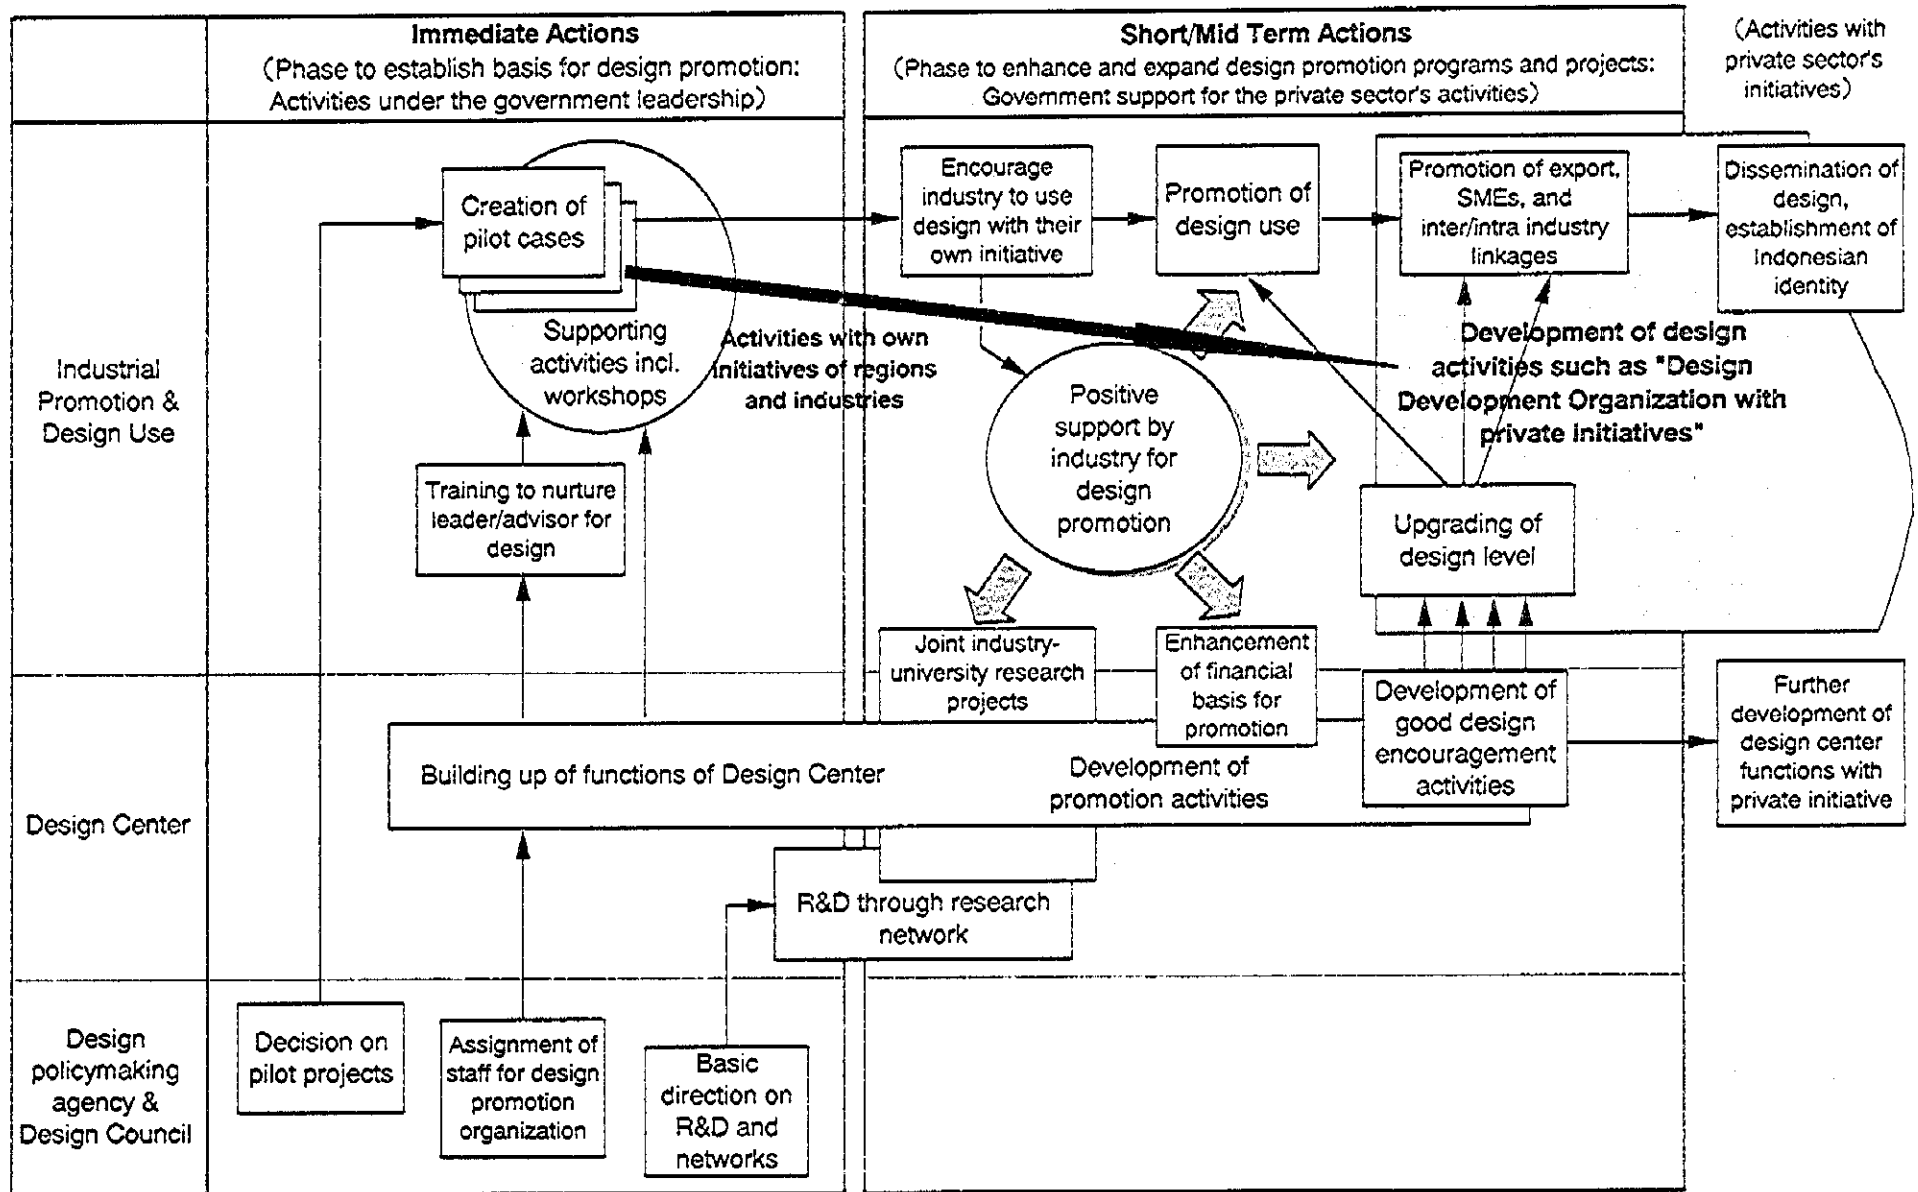 Immediate Actions
(Phase to establish basis for design promotion:
Activities under the government leadership)
Short/Mid Term Actions
(Phase to enhance and expand design promotion programs and projects:
Government support for the private sector's activities)
(Activities with
private sector's
initiatives)
Industrial
Promotion &
Design Use
Creation of
pilot cases
Supporting
activities incl.
workshops
Activities with own
initiatives of regions
and industries
Training to nurture
leader/advisor for
design
Encourage
industry to use
design with their
own initiative
Promotion of
design use
Promotion of export,
SMEs, and
inter/intra industry
linkages
Dissemination of
design,
establishment of
Indonesian
identity
Development of design
activities such as "Design
Development Organization with
private initiatives"
Positive
support by
industry for
design
promotion
Upgrading of
design level
Joint industry-
university research
projects
Enhancement
of financial
basis for
promotion
Design Center
Building up of functions of Design Center
Development of
promotion activities
Development of
good design
encouragement
activities
Further
development of
design center
functions with
private initiative
R&D through research
network
Design
policymaking
agency &
Design Council
Decision on
pilot projects
Assignment of
staff for design
promotion
organization
Basic
direction on
R&D and
networks